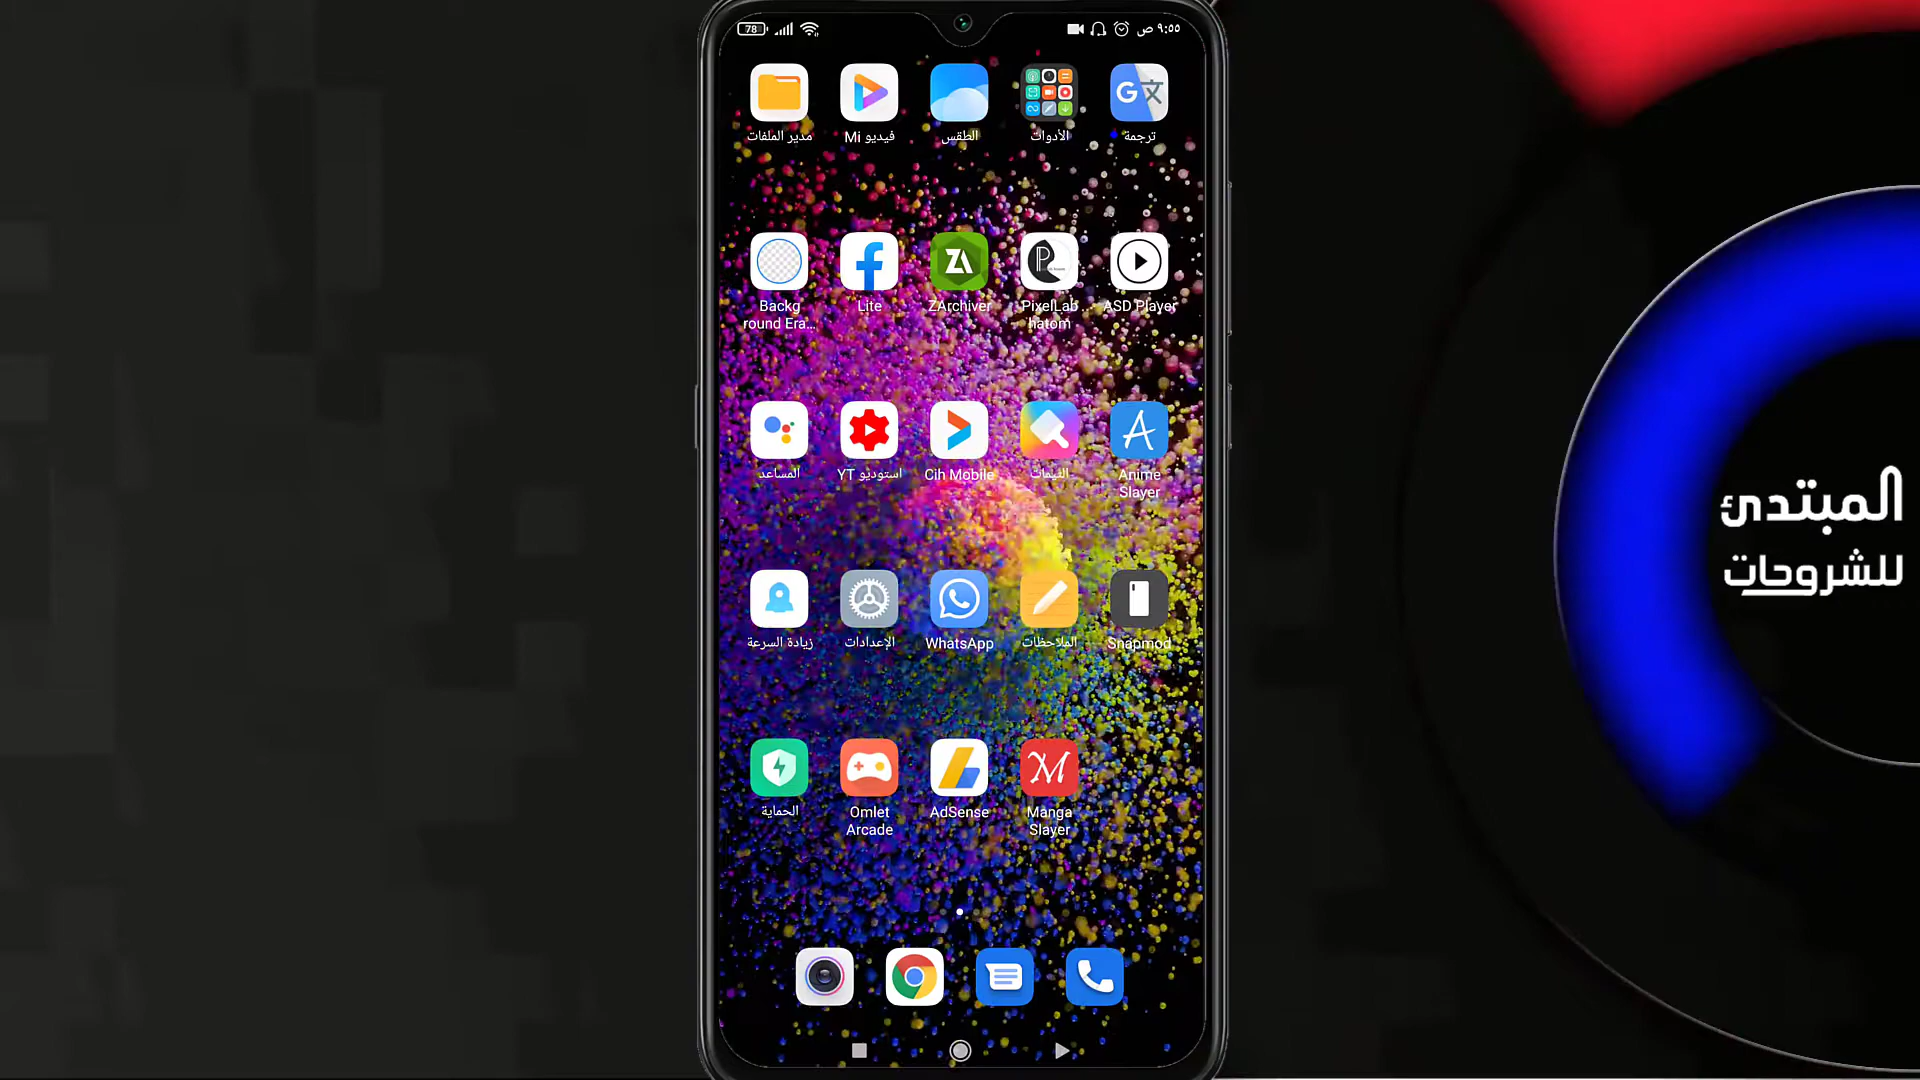 78
٩:٥٥ ص
مدير الملفات
فيديو Mi
الطقس
الأدوات
ترجمة
Backg
round Era...
Lite
ZArchiver
PixelLab...
hatom
ASD Player
المساعد
استوديو YT
Cih Mobile
الثيمات
Anime
Slayer
زيادة السرعة
الإعدادات
WhatsApp
الملاحظات
Snapmod
الحماية
Omlet
Arcade
AdSense
Manga
Slayer
المبتدئ
للشروحات